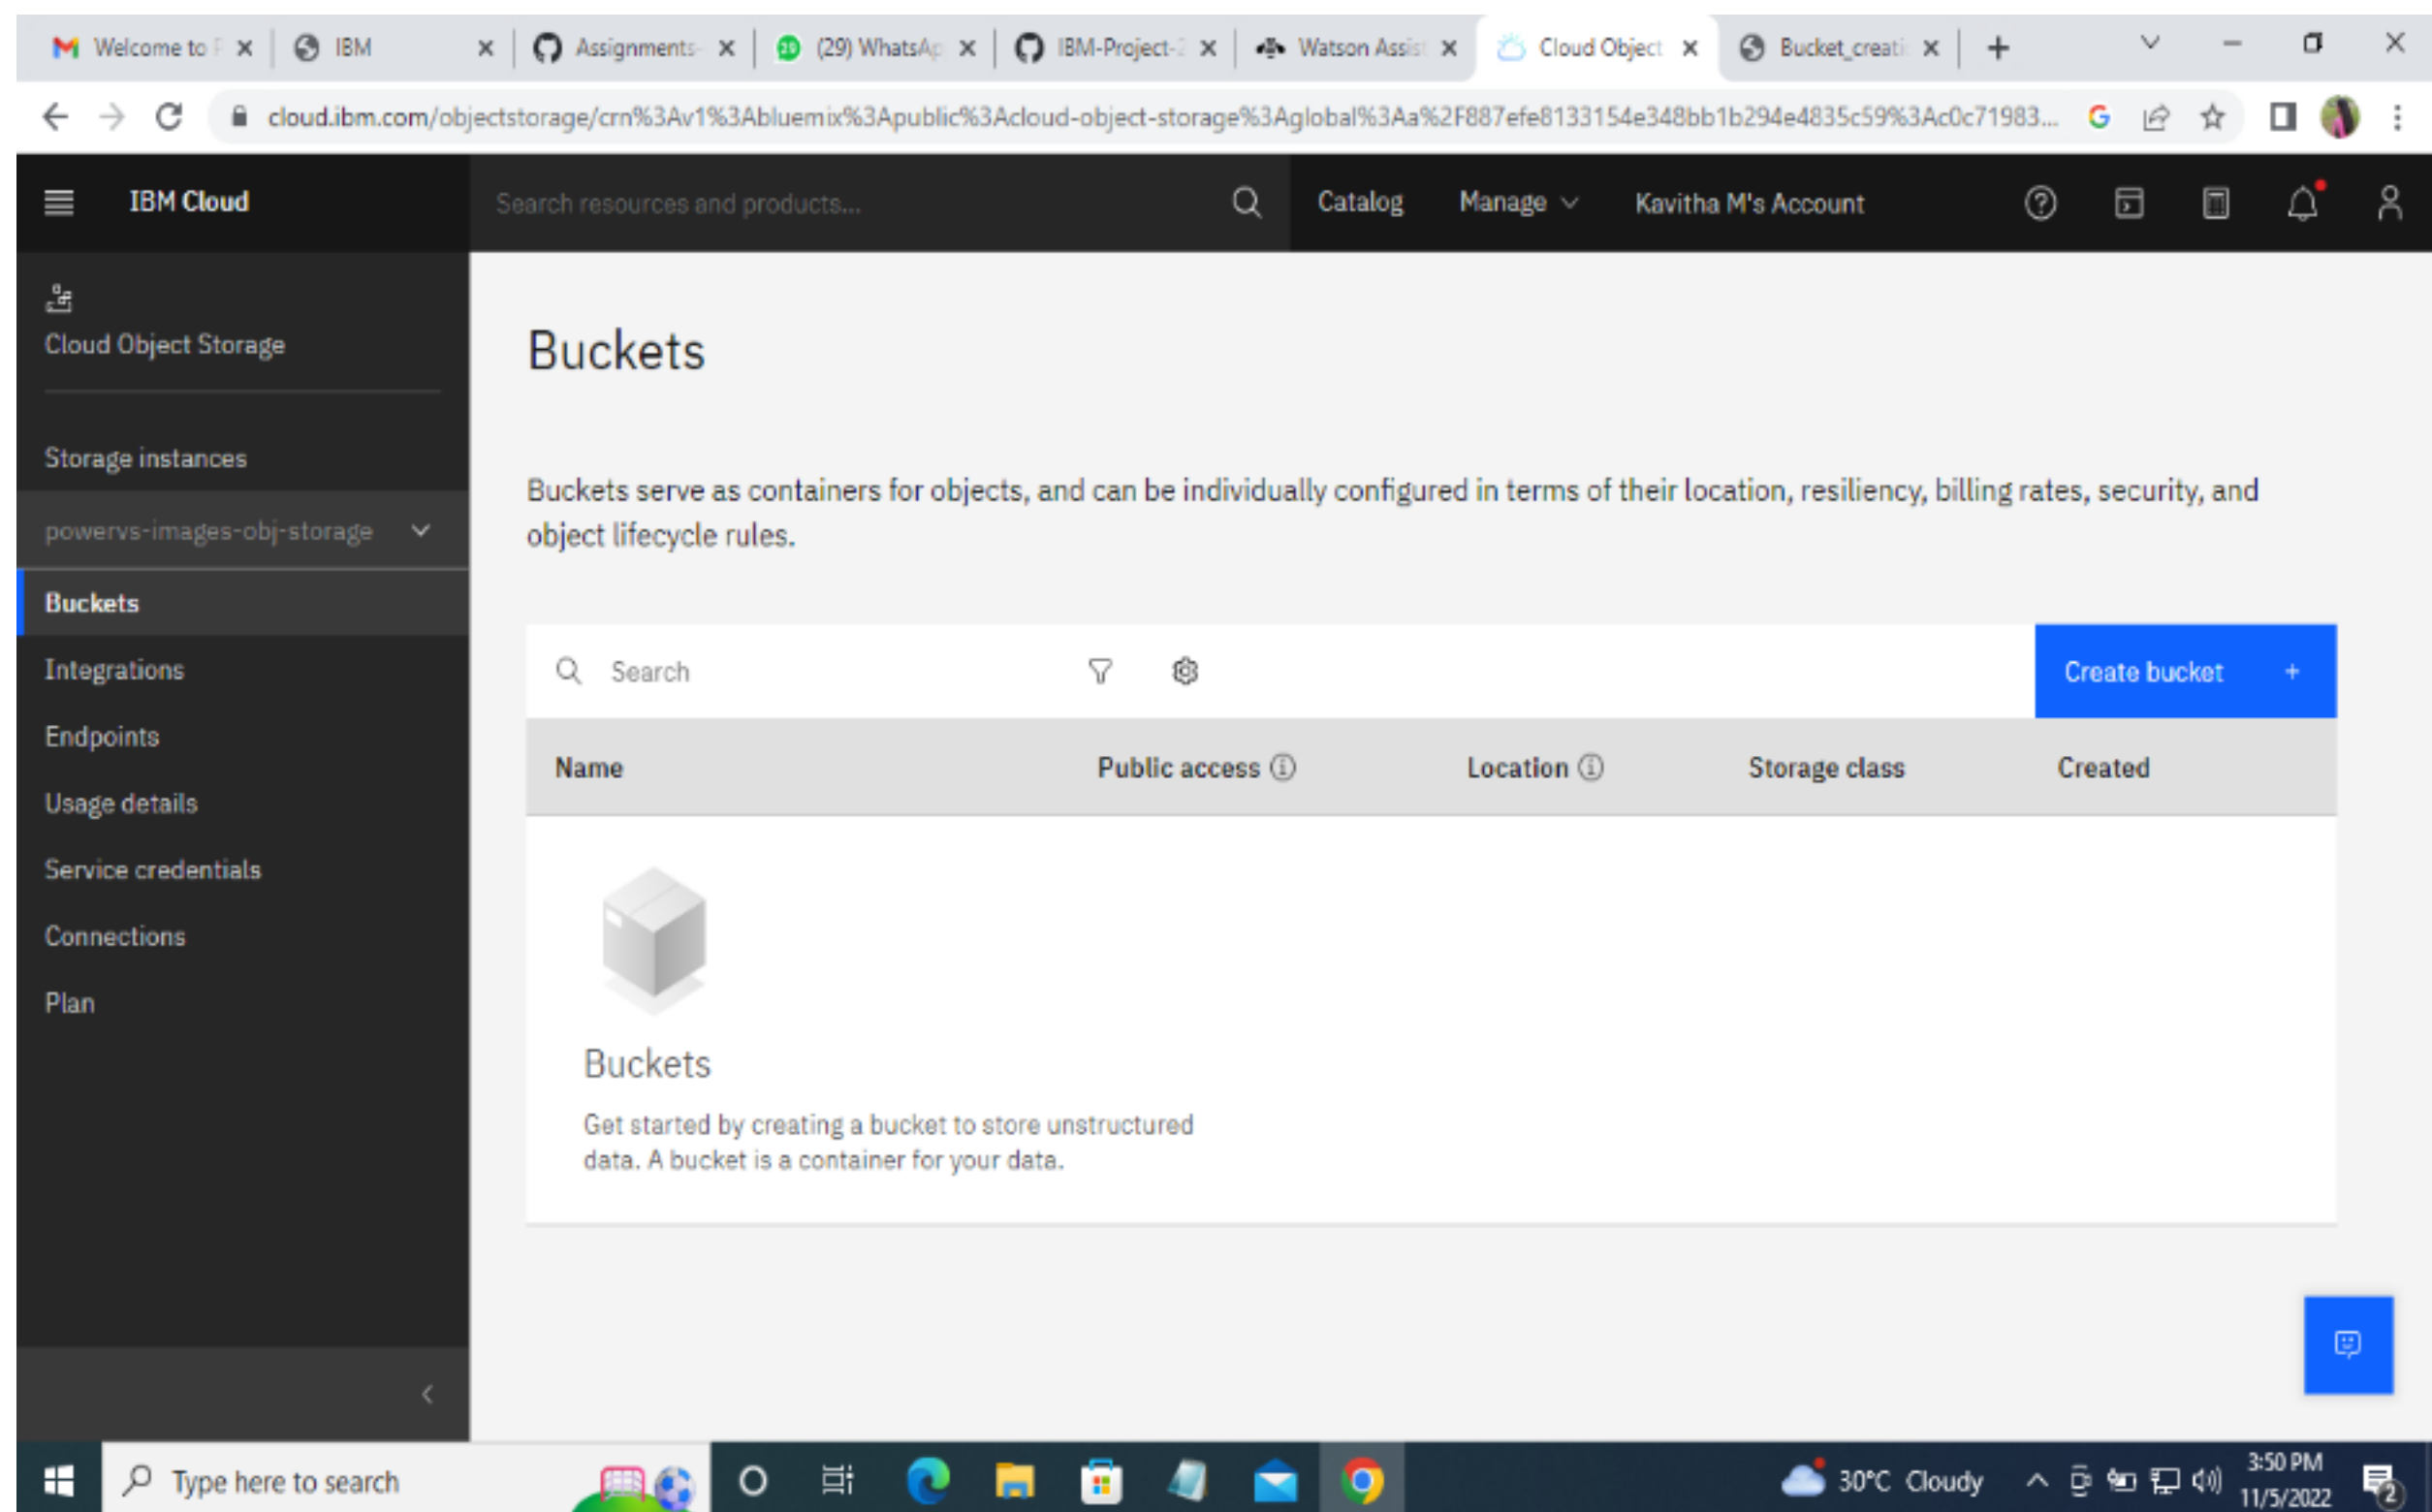 Welcome to
IBM
Assignments-
(29) WhatsAp
IBM-Project-2
Watson Assist
Cloud Object
Bucket_creati
cloud.ibm.com/objectstorage/crn%3Av1%3Abluemix%3Apublic%3Acloud-object-storage%3Aglobal%3Aa%2F887efe8133154e348bb1b294e4835c59%3Ac0c71983...
IBM Cloud
Search resources and products...
Catalog
Manage
Kavitha M's Account
Cloud Object Storage
Storage instances
powervs-images-obj-storage
Buckets
Integrations
Endpoints
Usage details
Service credentials
Connections
Plan
Buckets
Buckets serve as containers for objects, and can be individually configured in terms of their location, resiliency, billing rates, security, and
object lifecycle rules.
Search
Create bucket +
Name Public access Location Storage class Created
Buckets
Get started by creating a bucket to store unstructured
data. A bucket is a container for your data.
Type here to search
30°C Cloudy
3:50 PM
11/5/2022
2